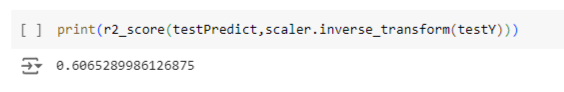 [ ] print(r2_score(testPredict,scaler.inverse_transform(testY)))
0.6065289986126875